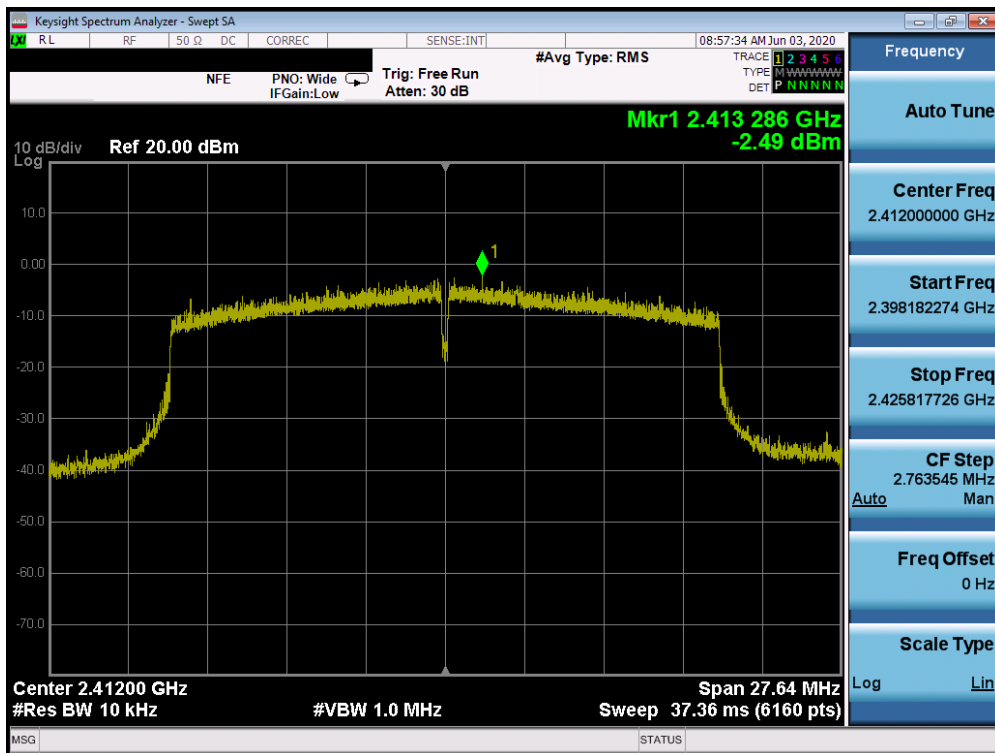 Keysight Spectrum Analyzer - Swept SA
LXI RL RF 50 Ω DC CORREC SENSE:INT 08:57:34 AM Jun 03, 2020
NFE PNO: Wide Trig: Free Run #Avg Type: RMS TRACE 1 2 3 4 5 6
IFGain:Low Atten: 30 dB TYPE M W W W W W
DET P N N N N N
Mkr1 2.413 286 GHz
-2.49 dBm
10 dB/div Ref 20.00 dBm
Log
10.0
0.00
-10.0
-20.0
-30.0
-40.0
-50.0
-60.0
-70.0
1
Center 2.41200 GHz Span 27.64 MHz
#Res BW 10 kHz #VBW 1.0 MHz Sweep 37.36 ms (6160 pts)
MSG STATUS
Frequency
Auto Tune
Center Freq
2.412000000 GHz
Start Freq
2.398182274 GHz
Stop Freq
2.425817726 GHz
CF Step
2.763545 MHz
Auto Man
Freq Offset
0 Hz
Scale Type
Log Lin